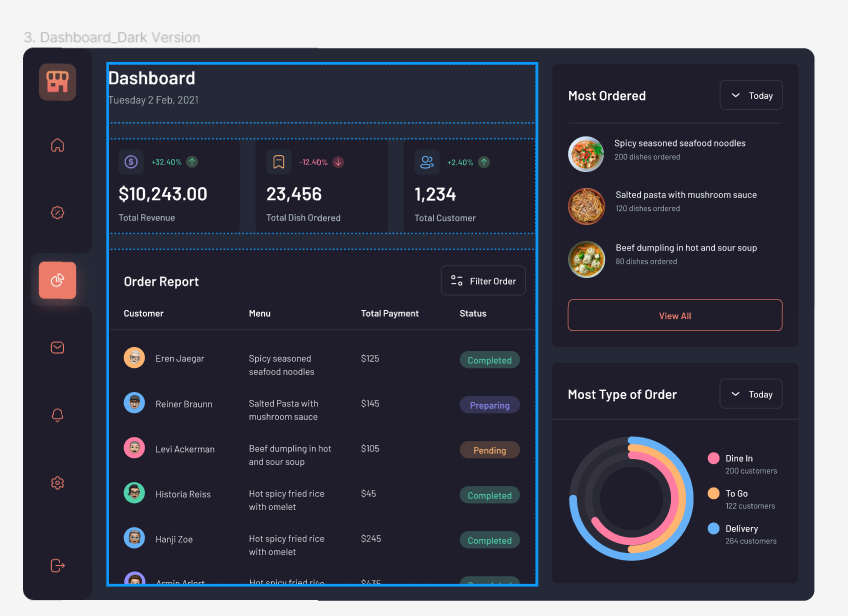 3. Dashboard_Dark Version
Dashboard
Tuesday 2 Feb, 2021
+32.40%
$10,243.00
Total Revenue
-12.40%
23,456
Total Dish Ordered
+2.40%
1,234
Total Customer
Order Report
Filter Order
Customer Menu Total Payment Status
Eren Jaegar Spicy seasoned $125 Completed
seafood noodles
Reiner Braunn Salted Pasta with $145 Preparing
mushroom sauce
Levi Ackerman Beef dumpling in hot $105 Pending
and sour soup
Historia Reiss Hot spicy fried rice $45 Completed
with omelet
Hanji Zoe Hot spicy fried rice $245 Completed
with omelet
Armin Arlert Hot spicy fried rice $435 Completed
Most Ordered
Today
Spicy seasoned seafood noodles
200 dishes ordered
Salted pasta with mushroom sauce
120 dishes ordered
Beef dumpling in hot and sour soup
80 dishes ordered
View All
Most Type of Order
Today
Dine In
200 customers
To Go
122 customers
Delivery
264 customers